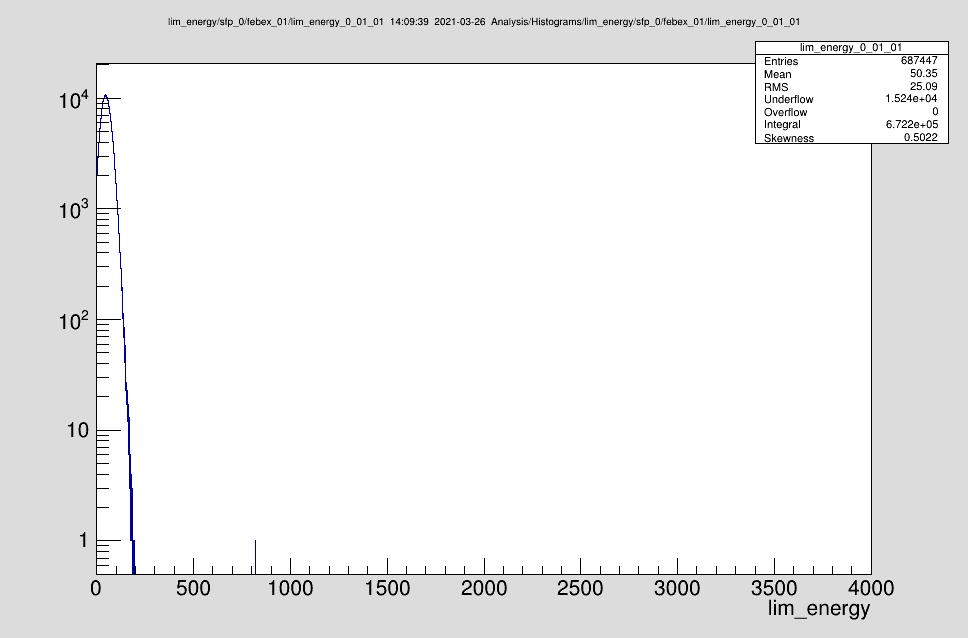 lim_energy/sfp_0/febex_01/lim_energy_0_01_01 14:09:39 2021-03-26 Analysis/Histograms/lim_energy/sfp_0/febex_01/lim_energy_0_01_01
lim_energy_0_01_01
Entries 687447
Mean 50.35
RMS 25.09
Underflow 1.524e+04
Overflow 0
Integral 6.722e+05
Skewness 0.5022
10⁴
10³
10²
10
1
0 500 1000 1500 2000 2500 3000 3500 4000
lim_energy